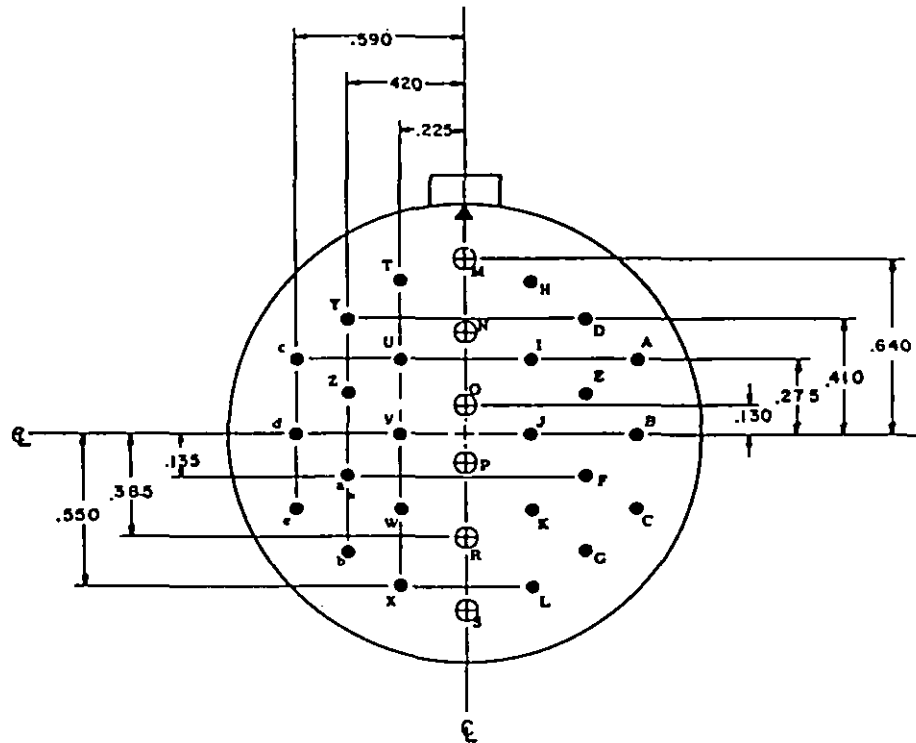 .590
420
.225
T
M
H
Y
N
D
.640
c
U
I
A
.410
Z
E
.275
O
.130
℄
d
V
J
B
.135
P
a
F
.385
e
W
K
C
.550
R
b
G
X
L
S
℄